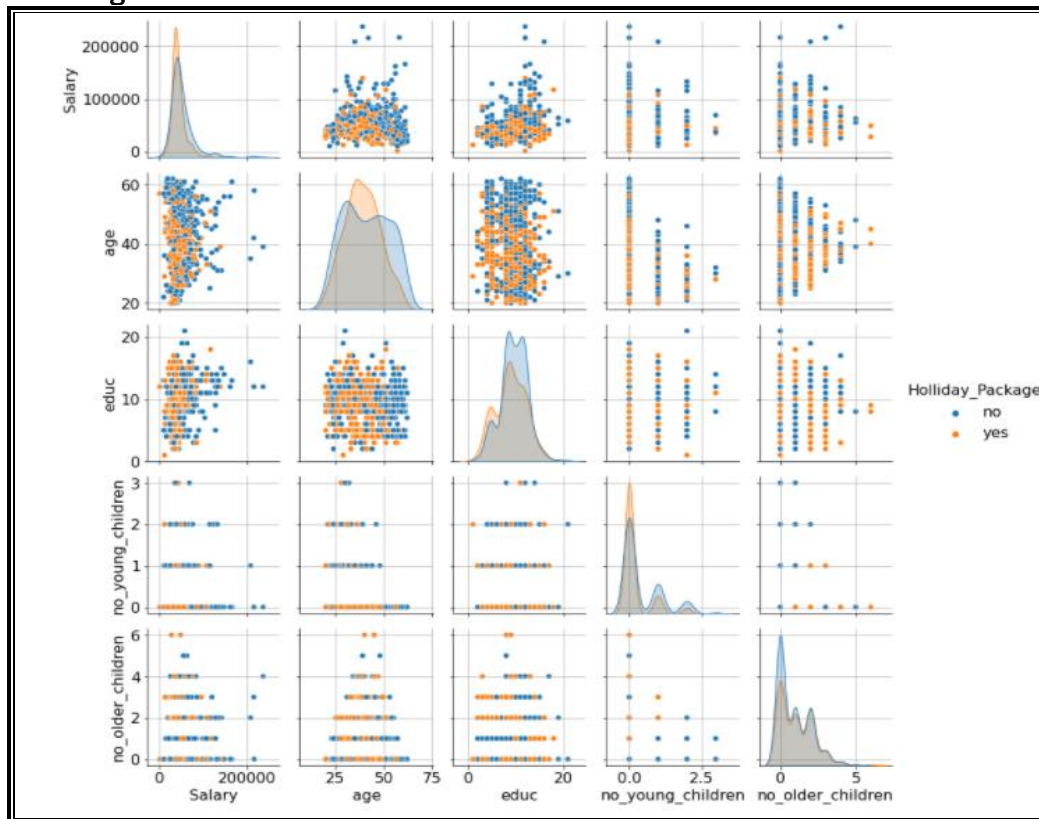 Salary
200000
100000
0
age
60
40
20
educ
20
10
0
Holliday_Package
no
yes
no_young_children
3
2
1
0
no_older_children
6
4
2
0
0 200000 25 50 75 0 20 0.0 2.5 0 5
Salary age educ no_young_children no_older_children